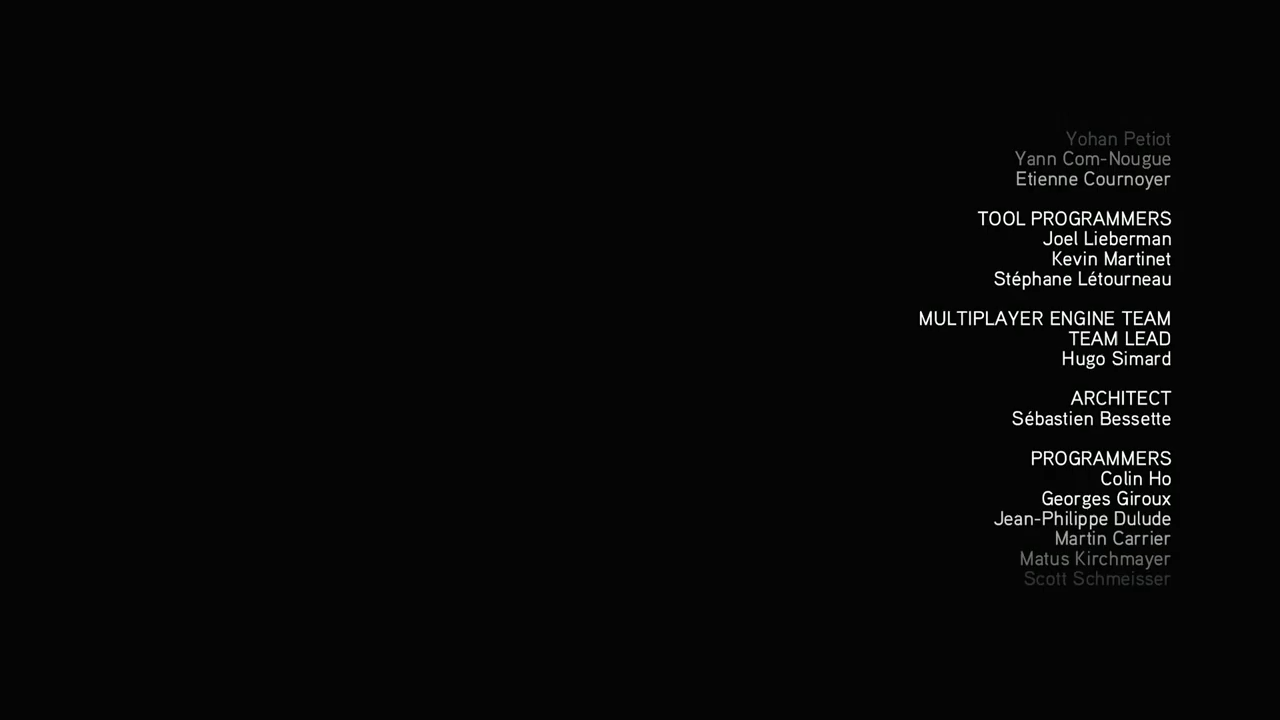 Yohan Petiot
Yann Com-Nougue
Etienne Cournoyer
TOOL PROGRAMMERS
Joel Lieberman
Kevin Martinet
Stéphane Létourneau
MULTIPLAYER ENGINE TEAM
TEAM LEAD
Hugo Simard
ARCHITECT
Sébastien Bessette
PROGRAMMERS
Colin Ho
Georges Giroux
Jean-Philippe Dulude
Martin Carrier
Matus Kirchmayer
Scott Schmeisser